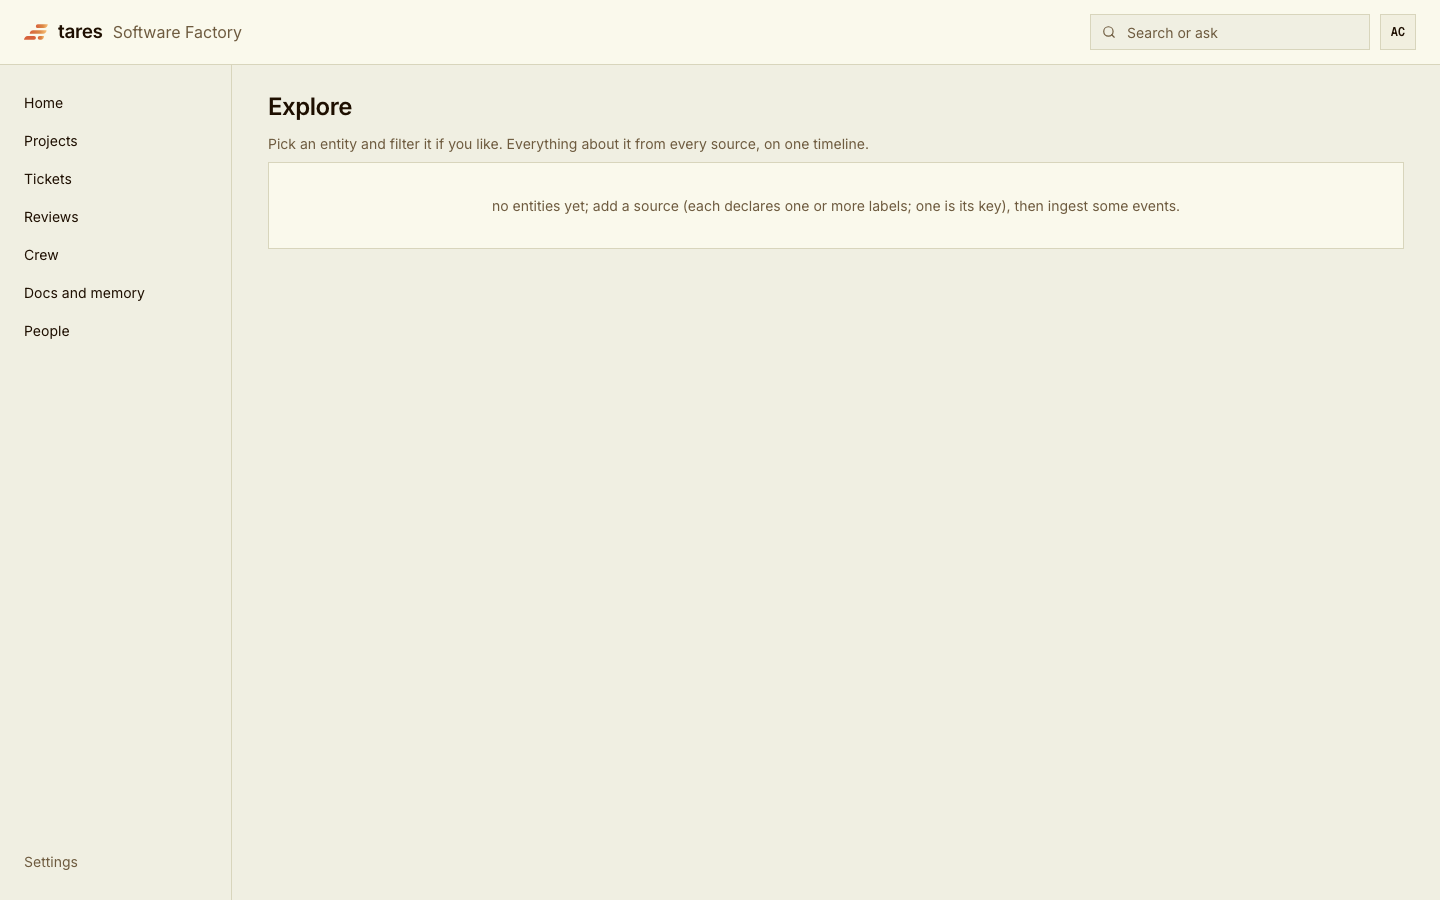 tares Software Factory
Search or ask
AC
Home
Projects
Tickets
Reviews
Crew
Docs and memory
People
Settings
Explore
Pick an entity and filter it if you like. Everything about it from every source, on one timeline.
no entities yet; add a source (each declares one or more labels; one is its key), then ingest some events.